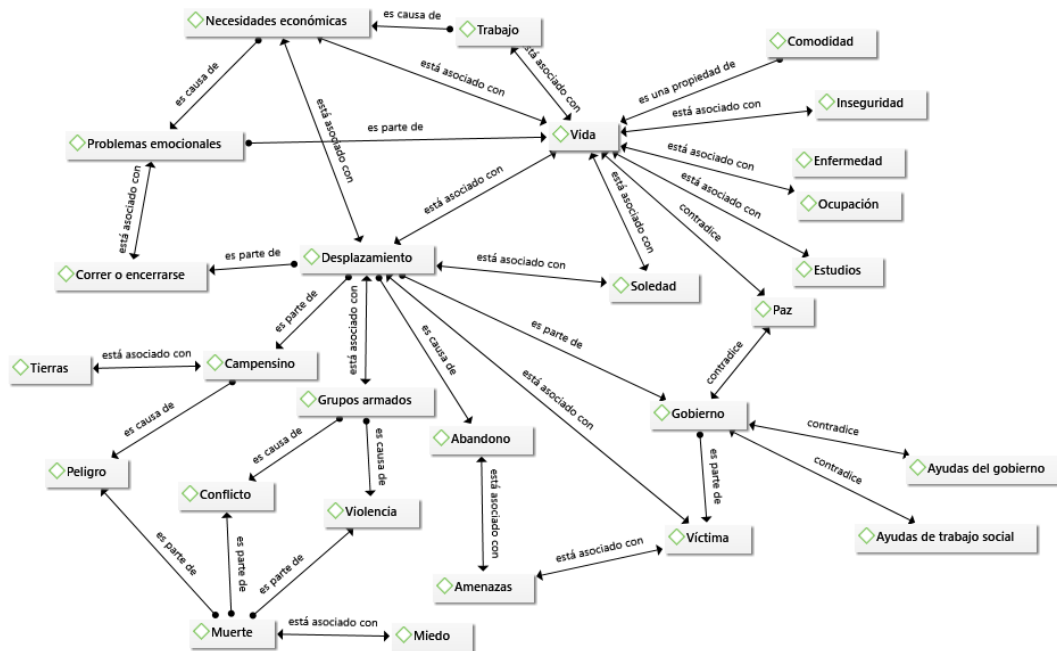 Necesidades económicas
es causa de
Trabajo
Comodidad
está asociado con
es una propiedad de
es causa de
está asociado con
está asociado con
Inseguridad
está asociado con
Problemas emocionales
es parte de
Vida
está asociado con
Enfermedad
está asociado con
Ocupación
está asociado con
está asociado con
está asociado con
contradice
Correr o encerrarse
es parte de
Desplazamiento
está asociado con
Soledad
Estudios
Paz
es parte de
está asociado con
es causa de
es parte de
contradice
Tierras
está asociado con
Campensino
está asociado con
Grupos armados
Gobierno
es causa de
es causa de
es causa de
Abandono
contradice
contradice
es parte de
Peligro
Conflicto
Violencia
está asociado con
Ayudas del gobierno
es parte de
es parte de
es parte de
está asociado con
Víctima
Ayudas de trabajo social
Amenazas
Muerte
está asociado con
Miedo